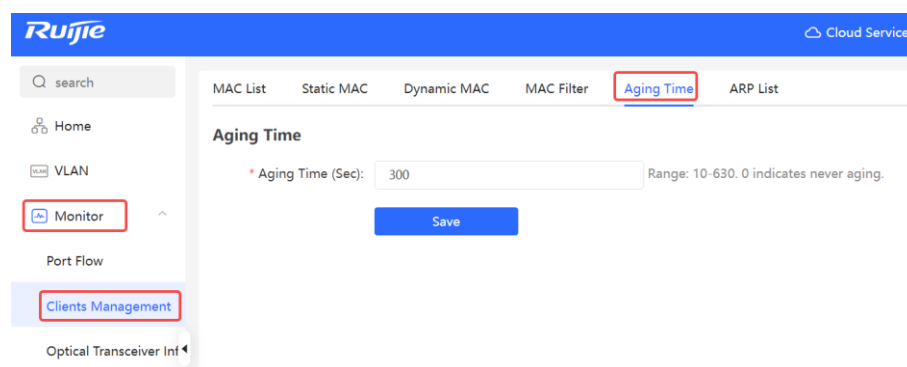 Ruijie
Cloud Service
search
MAC List Static MAC Dynamic MAC MAC Filter Aging Time ARP List
Home
Aging Time
VLAN VLAN
* Aging Time (Sec): 300 Range: 10-630. 0 indicates never aging.
Monitor
Save
Port Flow
Clients Management
Optical Transceiver Inf